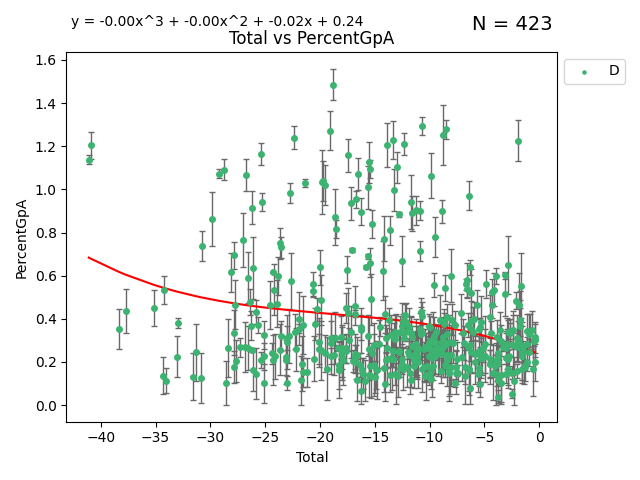 y = -0.00x^3 + -0.00x^2 + -0.02x + 0.24
N = 423
Total vs PercentGpA
D
PercentGpA
1.6
1.4
1.2
1.0
0.8
0.6
0.4
0.2
0.0
−40 −35 −30 −25 −20 −15 −10 −5 0
Total